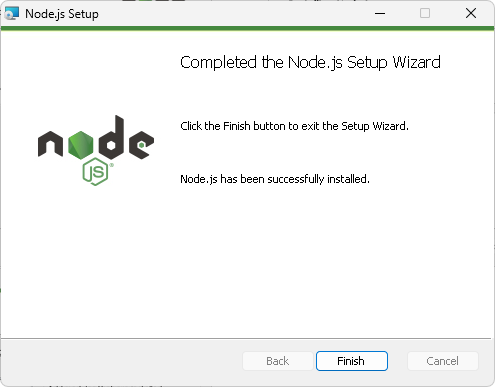 Node.js Setup
Completed the Node.js Setup Wizard
Click the Finish button to exit the Setup Wizard.
node
JS
®
Node.js has been successfully installed.
Back
Finish
Cancel